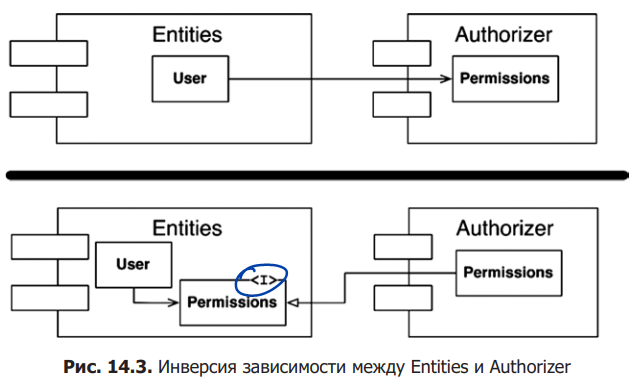 Entities
User
Authorizer
Permissions
Entities
User
<I>
Permissions
Authorizer
Permissions
Рис. 14.3. Инверсия зависимости между Entities и Authorizer